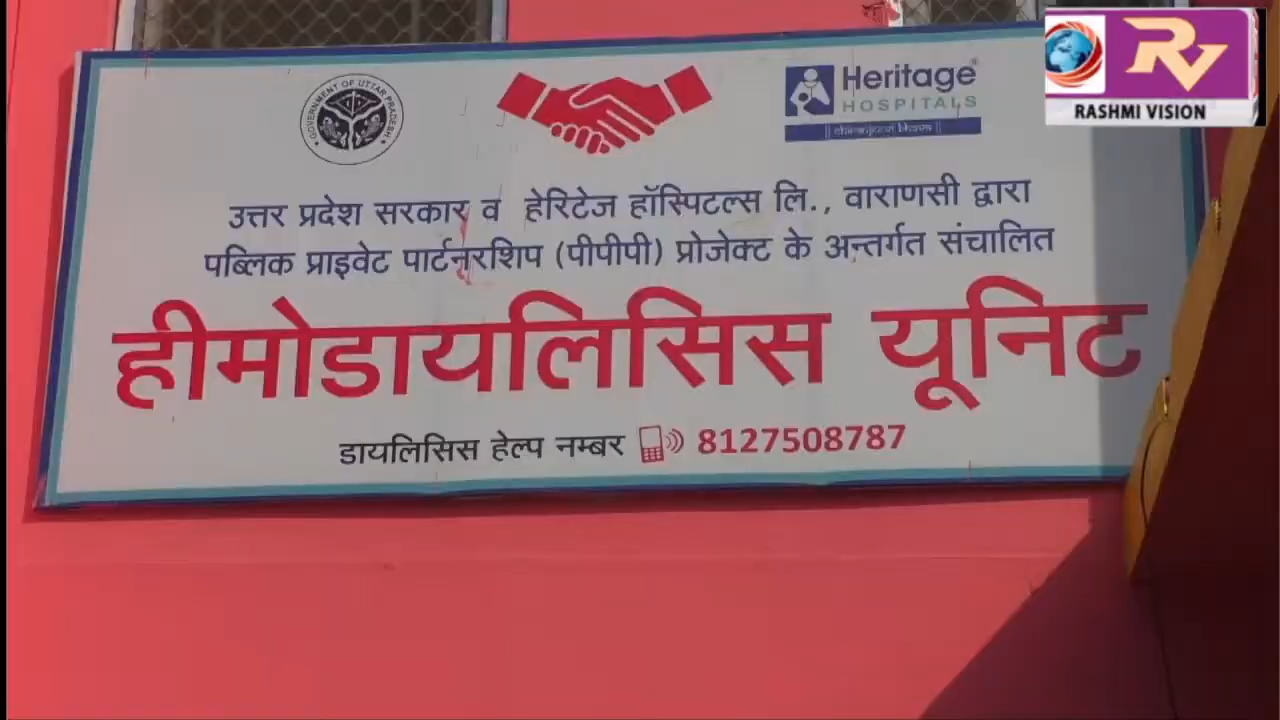 GOVERNMENT OF UTTAR PRADESH
Heritage
HOSPITALS
RV
RASHMI VISION
उत्तर प्रदेश सरकार व हेरिटेज हॉस्पिटल्स लि., वाराणसी द्वारा
पब्लिक प्राइवेट पार्टनरशिप (पीपीपी) प्रोजेक्ट के अन्तर्गत संचालित
हीमोडायलिसिस यूनिट
डायलिसिस हेल्प नम्बर 8127508787